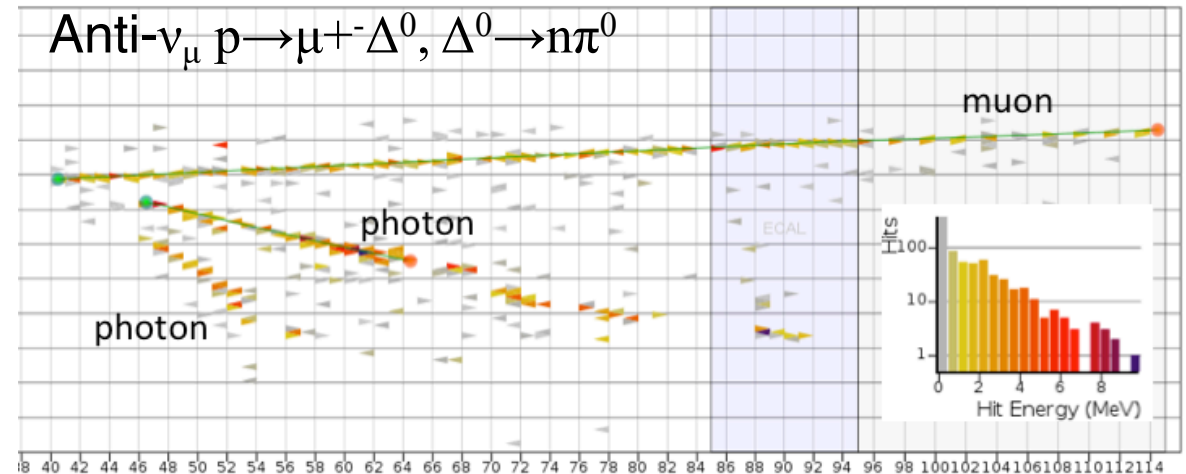 Anti-νμ p→μ+-Δ0, Δ0→nπ0
muon
photon
ECAL
photon
Hits
100
10
1
0 2 4 6 8
Hit Energy (MeV)
38 40 42 44 46 48 50 52 54 56 58 60 62 64 66 68 70 72 74 76 78 80 82 84 86 88 90 92 94 96 98 100 102 104 106 108 110 112 114